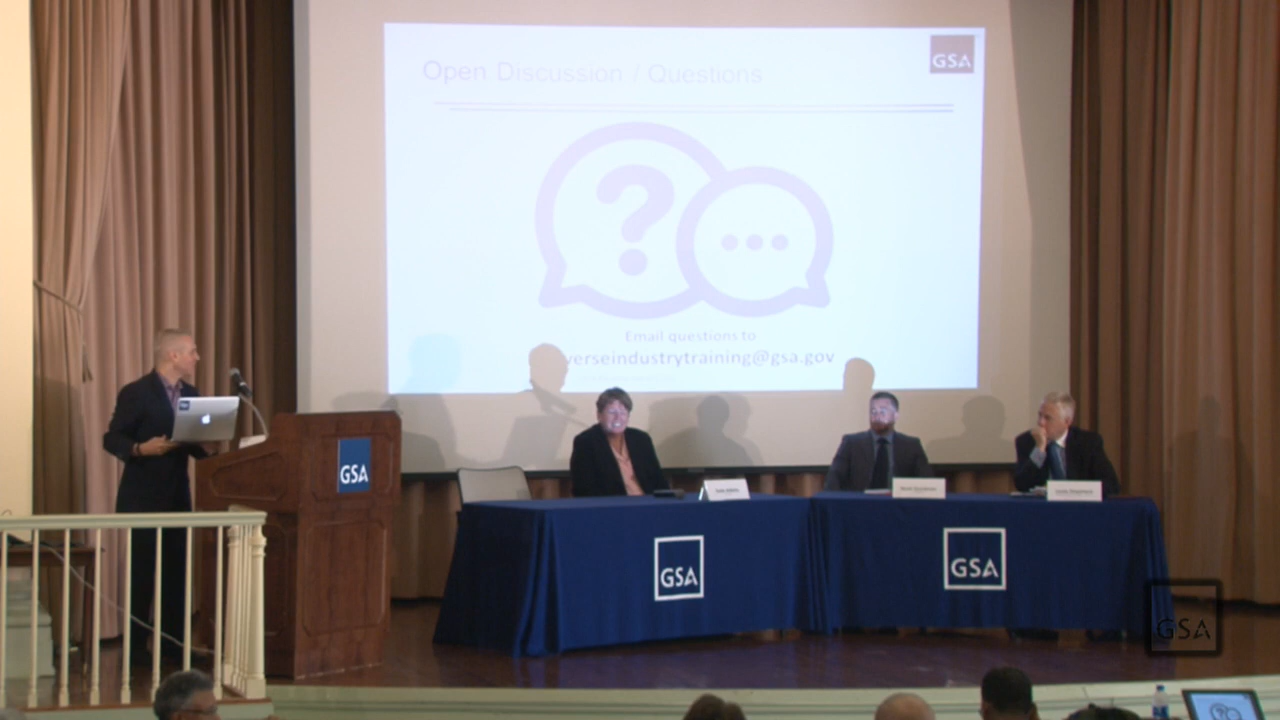 GSA
Open Discussion / Questions
Email questions to
verseindustrytraining@gsa.gov
GSA
GSA
GSA
GSA